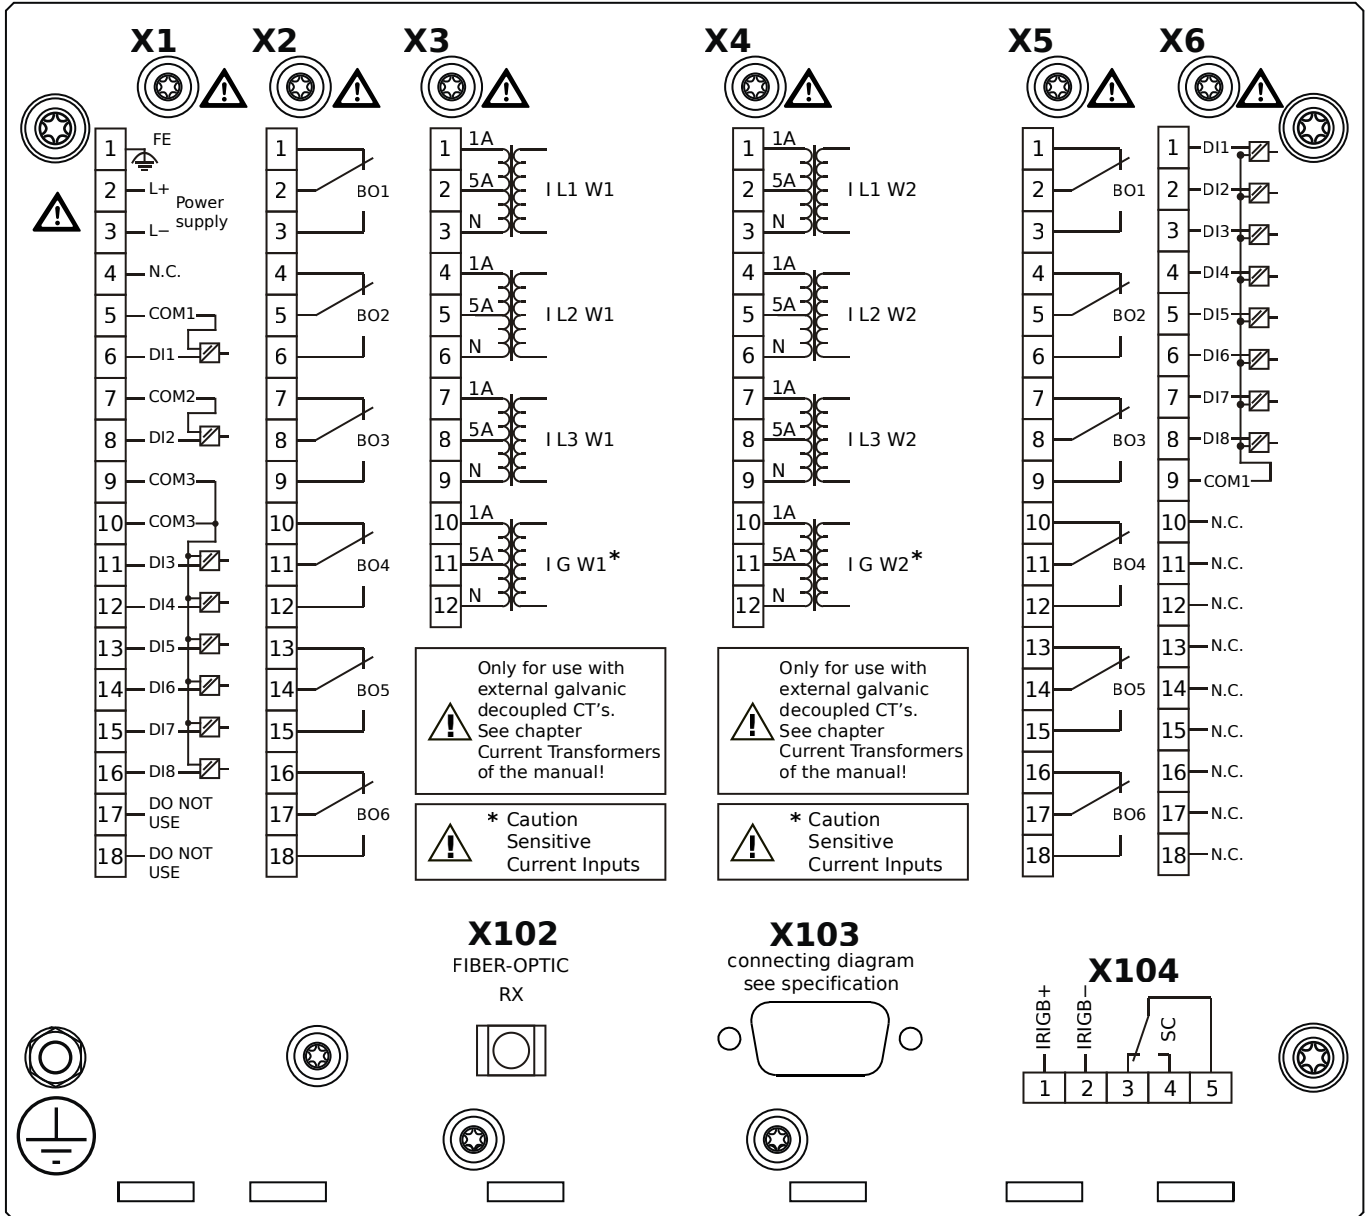 X1
X2
X3
X4
X5
X6
1
FE
2
L+
Power
supply
3
L−
4
N.C.
5
COM1
6
DI1
7
COM2
8
DI2
9
COM3
10
COM3
11
DI3
12
DI4
13
DI5
14
DI6
15
DI7
16
DI8
17
DO NOT
USE
18
DO NOT
USE
1
2
BO1
3
4
5
BO2
6
7
8
BO3
9
10
11
BO4
12
13
14
BO5
15
16
17
BO6
18
1
1A
2
5A
I L1 W1
3
N
4
1A
5
5A
I L2 W1
6
N
7
1A
8
5A
I L3 W1
9
N
10
1A
11
5A
I G W1*
12
N
Only for use with
external galvanic
decoupled CT's.
See chapter
Current Transformers
of the manual!
* Caution
Sensitive
Current Inputs
1
1A
2
5A
I L1 W2
3
N
4
1A
5
5A
I L2 W2
6
N
7
1A
8
5A
I L3 W2
9
N
10
1A
11
5A
I G W2*
12
N
Only for use with
external galvanic
decoupled CT's.
See chapter
Current Transformers
of the manual!
* Caution
Sensitive
Current Inputs
1
2
BO1
3
4
5
BO2
6
7
8
BO3
9
10
11
BO4
12
13
14
BO5
15
16
17
BO6
18
1
DI1
2
DI2
3
DI3
4
DI4
5
DI5
6
DI6
7
DI7
8
DI8
9
COM1
10
N.C.
11
N.C.
12
N.C.
13
N.C.
14
N.C.
15
N.C.
16
N.C.
17
N.C.
18
N.C.
X102
FIBER-OPTIC
RX
X103
connecting diagram
see specification
X104
IRIGB+
IRIGB−
SC
1 2 3 4 5